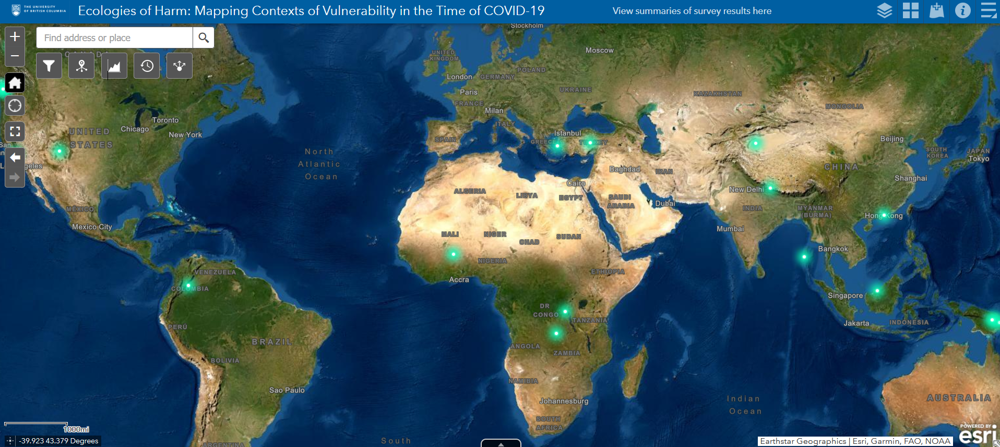 UBC
THE UNIVERSITY
OF BRITISH COLUMBIA
Ecologies of Harm: Mapping Contexts of Vulnerability in the Time of COVID-19
View summaries of survey results here
Find address or place
Stockholm
CANADA
UNITED
KINGDOM
Moscow
POLAND
London
GERMANY
Paris
UKRAINE
KAZAKHSTAN
FRANCE
MONGOLIA
Milan
Toronto
ITALY
Chicago
UNITED
STATES
New York
Istanbul
SPAIN
GREECE
TURKEY
Beijing
San
North
Atlantic
Ocean
SOUTH
KOREA
JAPAN
Tokyo
geles
Baghdad
IRAN
CHINA
Shanghai
Cairo
New Delhi
ALGERIA
LIBYA
EGYPT
SAUDI
ARABIA
Dubai
MÉXICO
INDIA
MYANMAR
(BURMA)
Hong Kong
Mexico City
Mumbai
MALI
NIGER
CHAD
SUDAN
Bangkok
NIGERIA
VENEZUELA
ETHIOPIA
Accra
COLOMBIA
Singapore
DR
CONGO
TANZANIA
Jakarta
INDONESIA
PERÚ
BRAZIL
ANGOLA
ZAMBIA
BOLIVIA
NAMIBIA
Sao Paulo
Johannesburg
Indian
Ocean
AUSTRALIA
SOUTH
AFRICA
1000mi
-39.923 43.379 Degrees
South
ARGENTINA
POWERED BY
esri
Earthstar Geographics | Esri, Garmin, FAO, NOAA